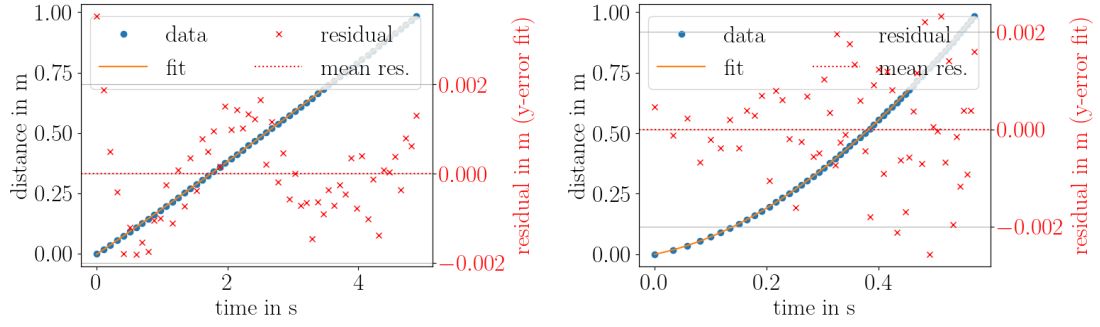 1.00
0.75
0.50
0.25
0.00
distance in m
data
fit
residual
mean res.
0.002
0.000
−0.002
residual in m (y-error fit)
0
2
4
time in s
1.00
0.75
0.50
0.25
0.00
distance in m
data
fit
residual
mean res.
0.002
0.000
−0.002
residual in m (y-error fit)
0.0
0.2
0.4
time in s